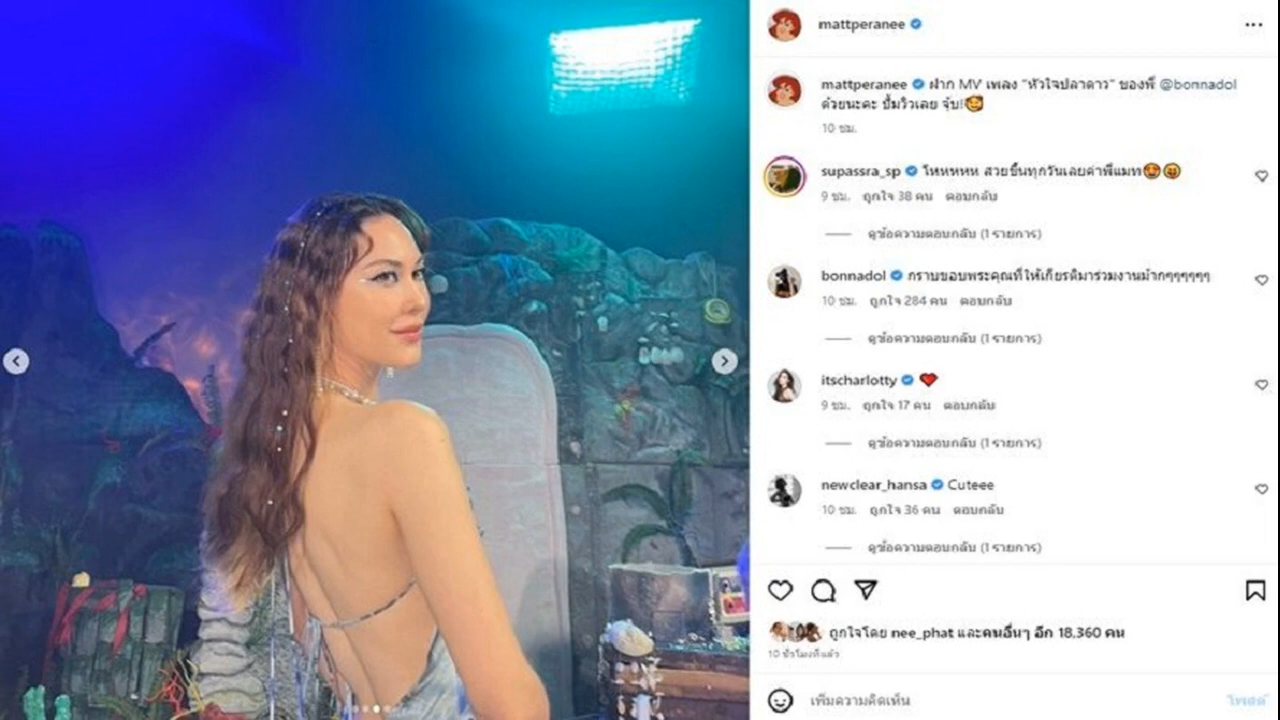 mattperanee
mattperanee ฝาก MV เพลง "หัวใจปลาดาว" ของพี่ @bonnadol
ด้วยนะคะ ปั๊มวิวเลย จุ๊บ!🥰
10 ชม.
supassra_sp โหหหหห สวยขึ้นทุกวันเลยค่าพี่แมท😍😝
9 ชม. ถูกใจ 38 คน ตอบกลับ
ดูข้อความตอบกลับ (1 รายการ)
bonnadol กราบขอบพระคุณที่ให้เกียรติมาร่วมงานม้ากๆๆๆๆๆๆ
10 ชม. ถูกใจ 284 คน ตอบกลับ
ดูข้อความตอบกลับ (1 รายการ)
itscharlotty ❤️
9 ชม. ถูกใจ 17 คน ตอบกลับ
ดูข้อความตอบกลับ (1 รายการ)
newclear_hansa Cuteee
10 ชม. ถูกใจ 36 คน ตอบกลับ
ดูข้อความตอบกลับ (1 รายการ)
ถูกใจโดย nee_phat และคนอื่นๆ อีก 18,360 คน
10 ชั่วโมงที่แล้ว
เพิ่มความคิดเห็น
โพสต์